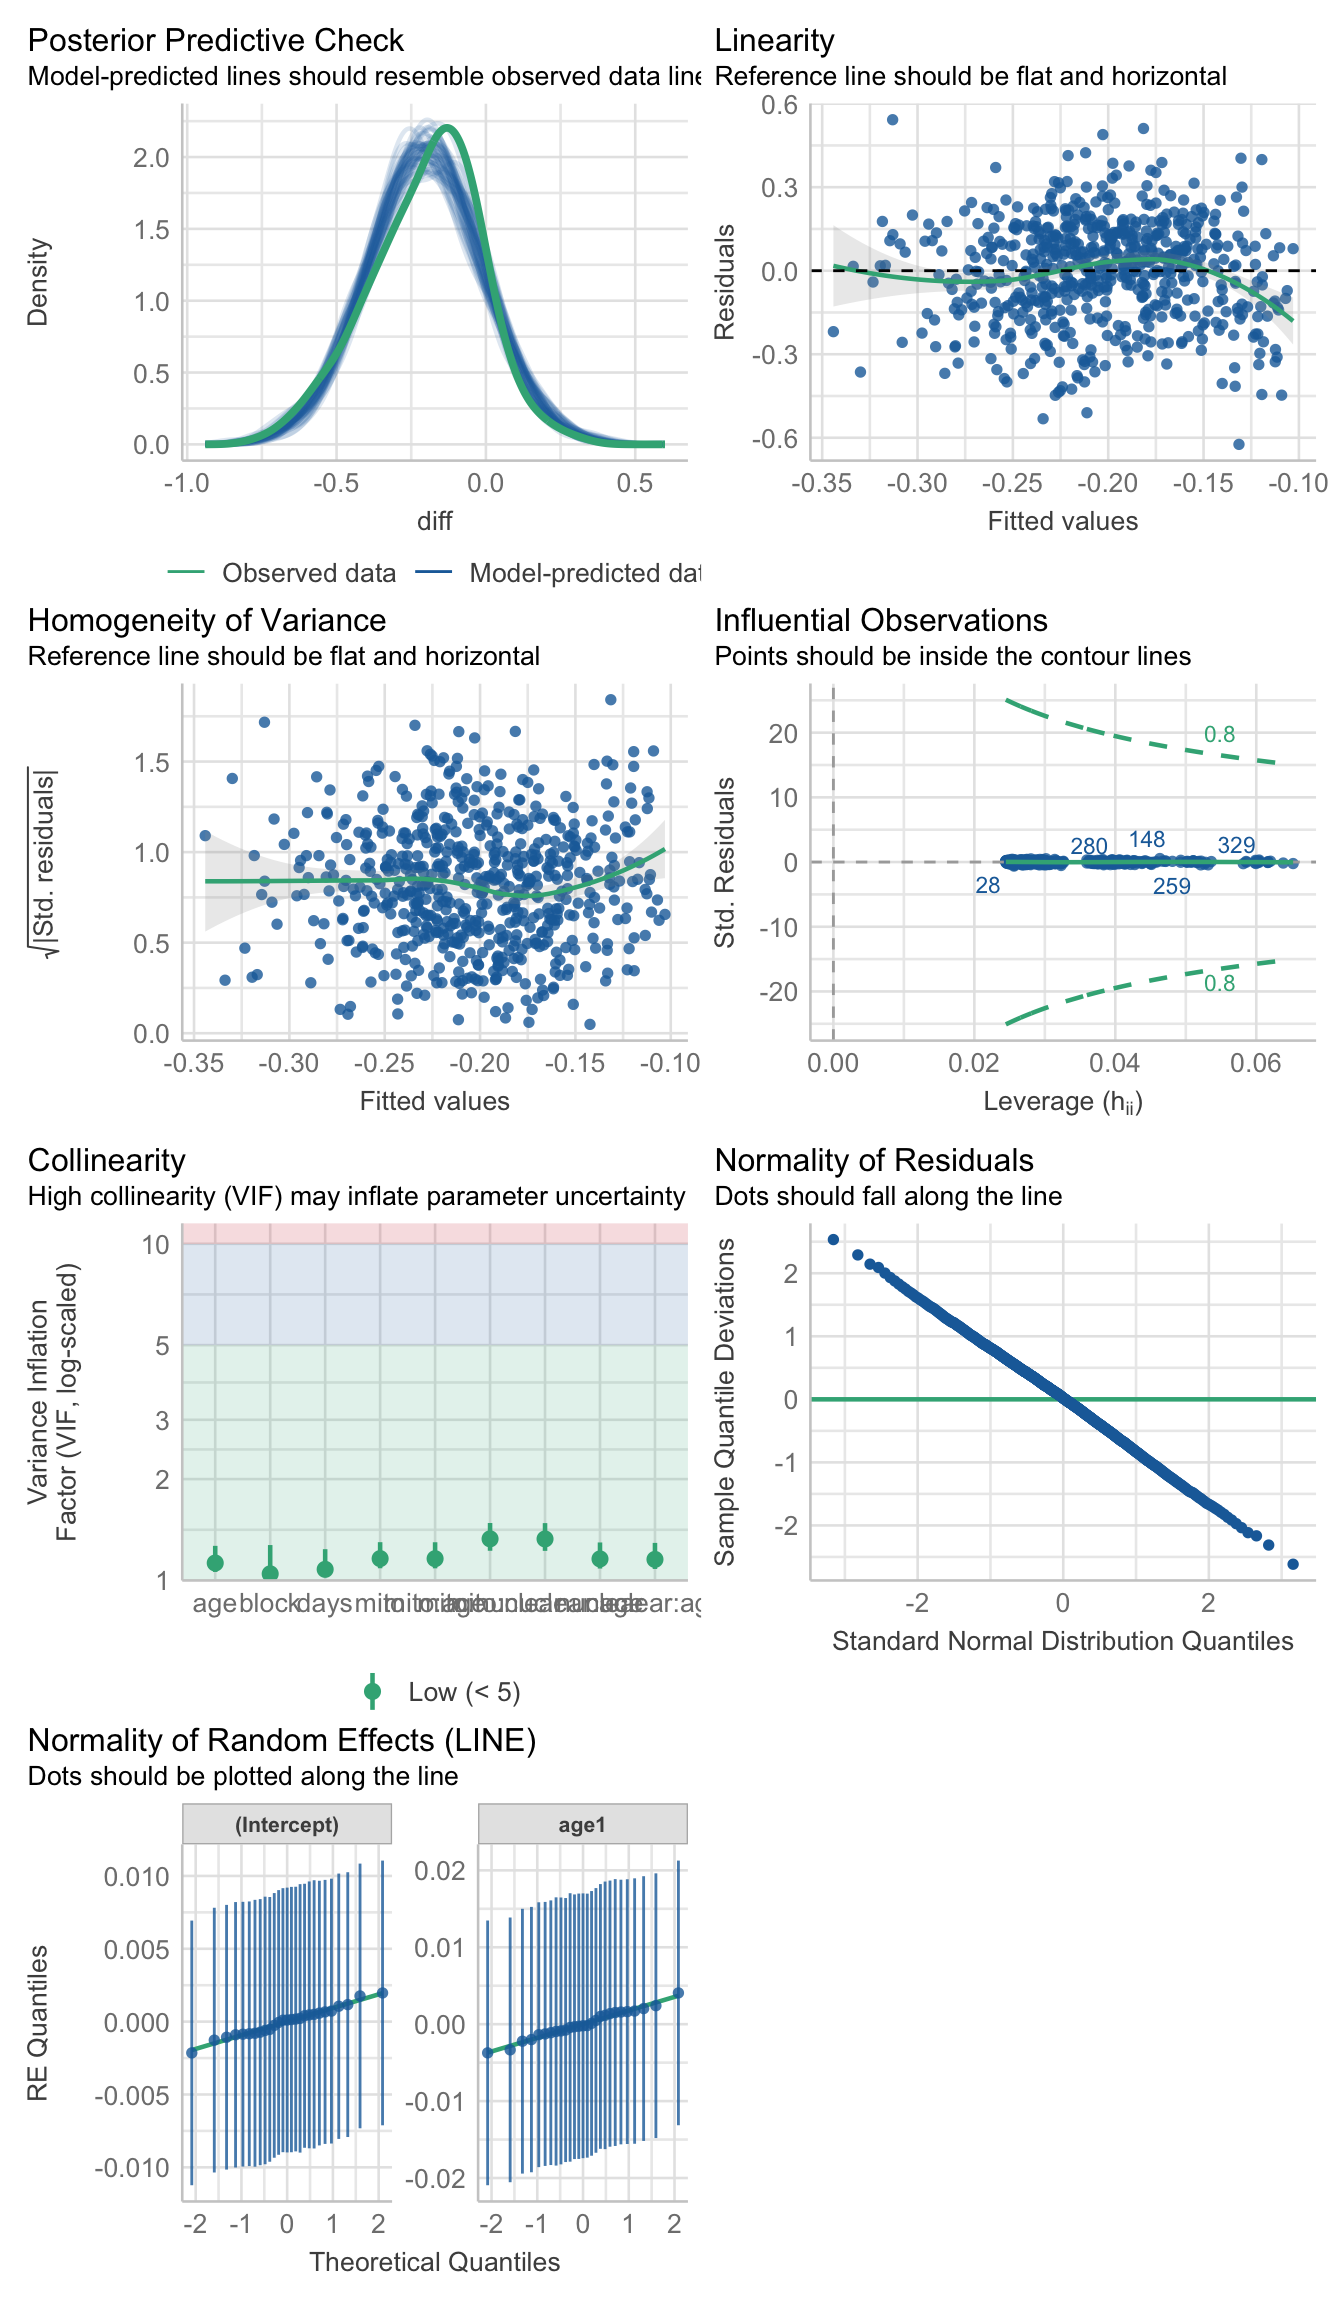 Posterior Predictive Check
Model-predicted lines should resemble observed data line
2.0
1.5
1.0
0.5
0.0
Density
-1.0 -0.5 0.0 0.5
diff
Observed data Model-predicted dat
Linearity
Reference line should be flat and horizontal
0.6
0.3
0.0
-0.3
-0.6
Residuals
-0.35 -0.30 -0.25 -0.20 -0.15 -0.10
Fitted values
Homogeneity of Variance
Reference line should be flat and horizontal
1.5
1.0
0.5
0.0
√|Std. residuals|
-0.35 -0.30 -0.25 -0.20 -0.15 -0.10
Fitted values
Influential Observations
Points should be inside the contour lines
20
10
0
-10
-20
Std. Residuals
0.8
280 148 329
28 259
0.8
0.00 0.02 0.04 0.06
Leverage (hii)
Collinearity
High collinearity (VIF) may inflate parameter uncertainty
10
5
3
2
1
Variance Inflation
Factor (VIF, log-scaled)
age block days mito
Low (< 5)
Normality of Residuals
Dots should fall along the line
2
1
0
-1
-2
Sample Quantile Deviations
-2 0 2
Standard Normal Distribution Quantiles
Normality of Random Effects (LINE)
Dots should be plotted along the line
(Intercept) age1
0.010
0.005
0.000
-0.005
-0.010
0.02
0.01
0.00
-0.01
-0.02
RE Quantiles
-2 -1 0 1 2 -2 -1 0 1 2
Theoretical Quantiles